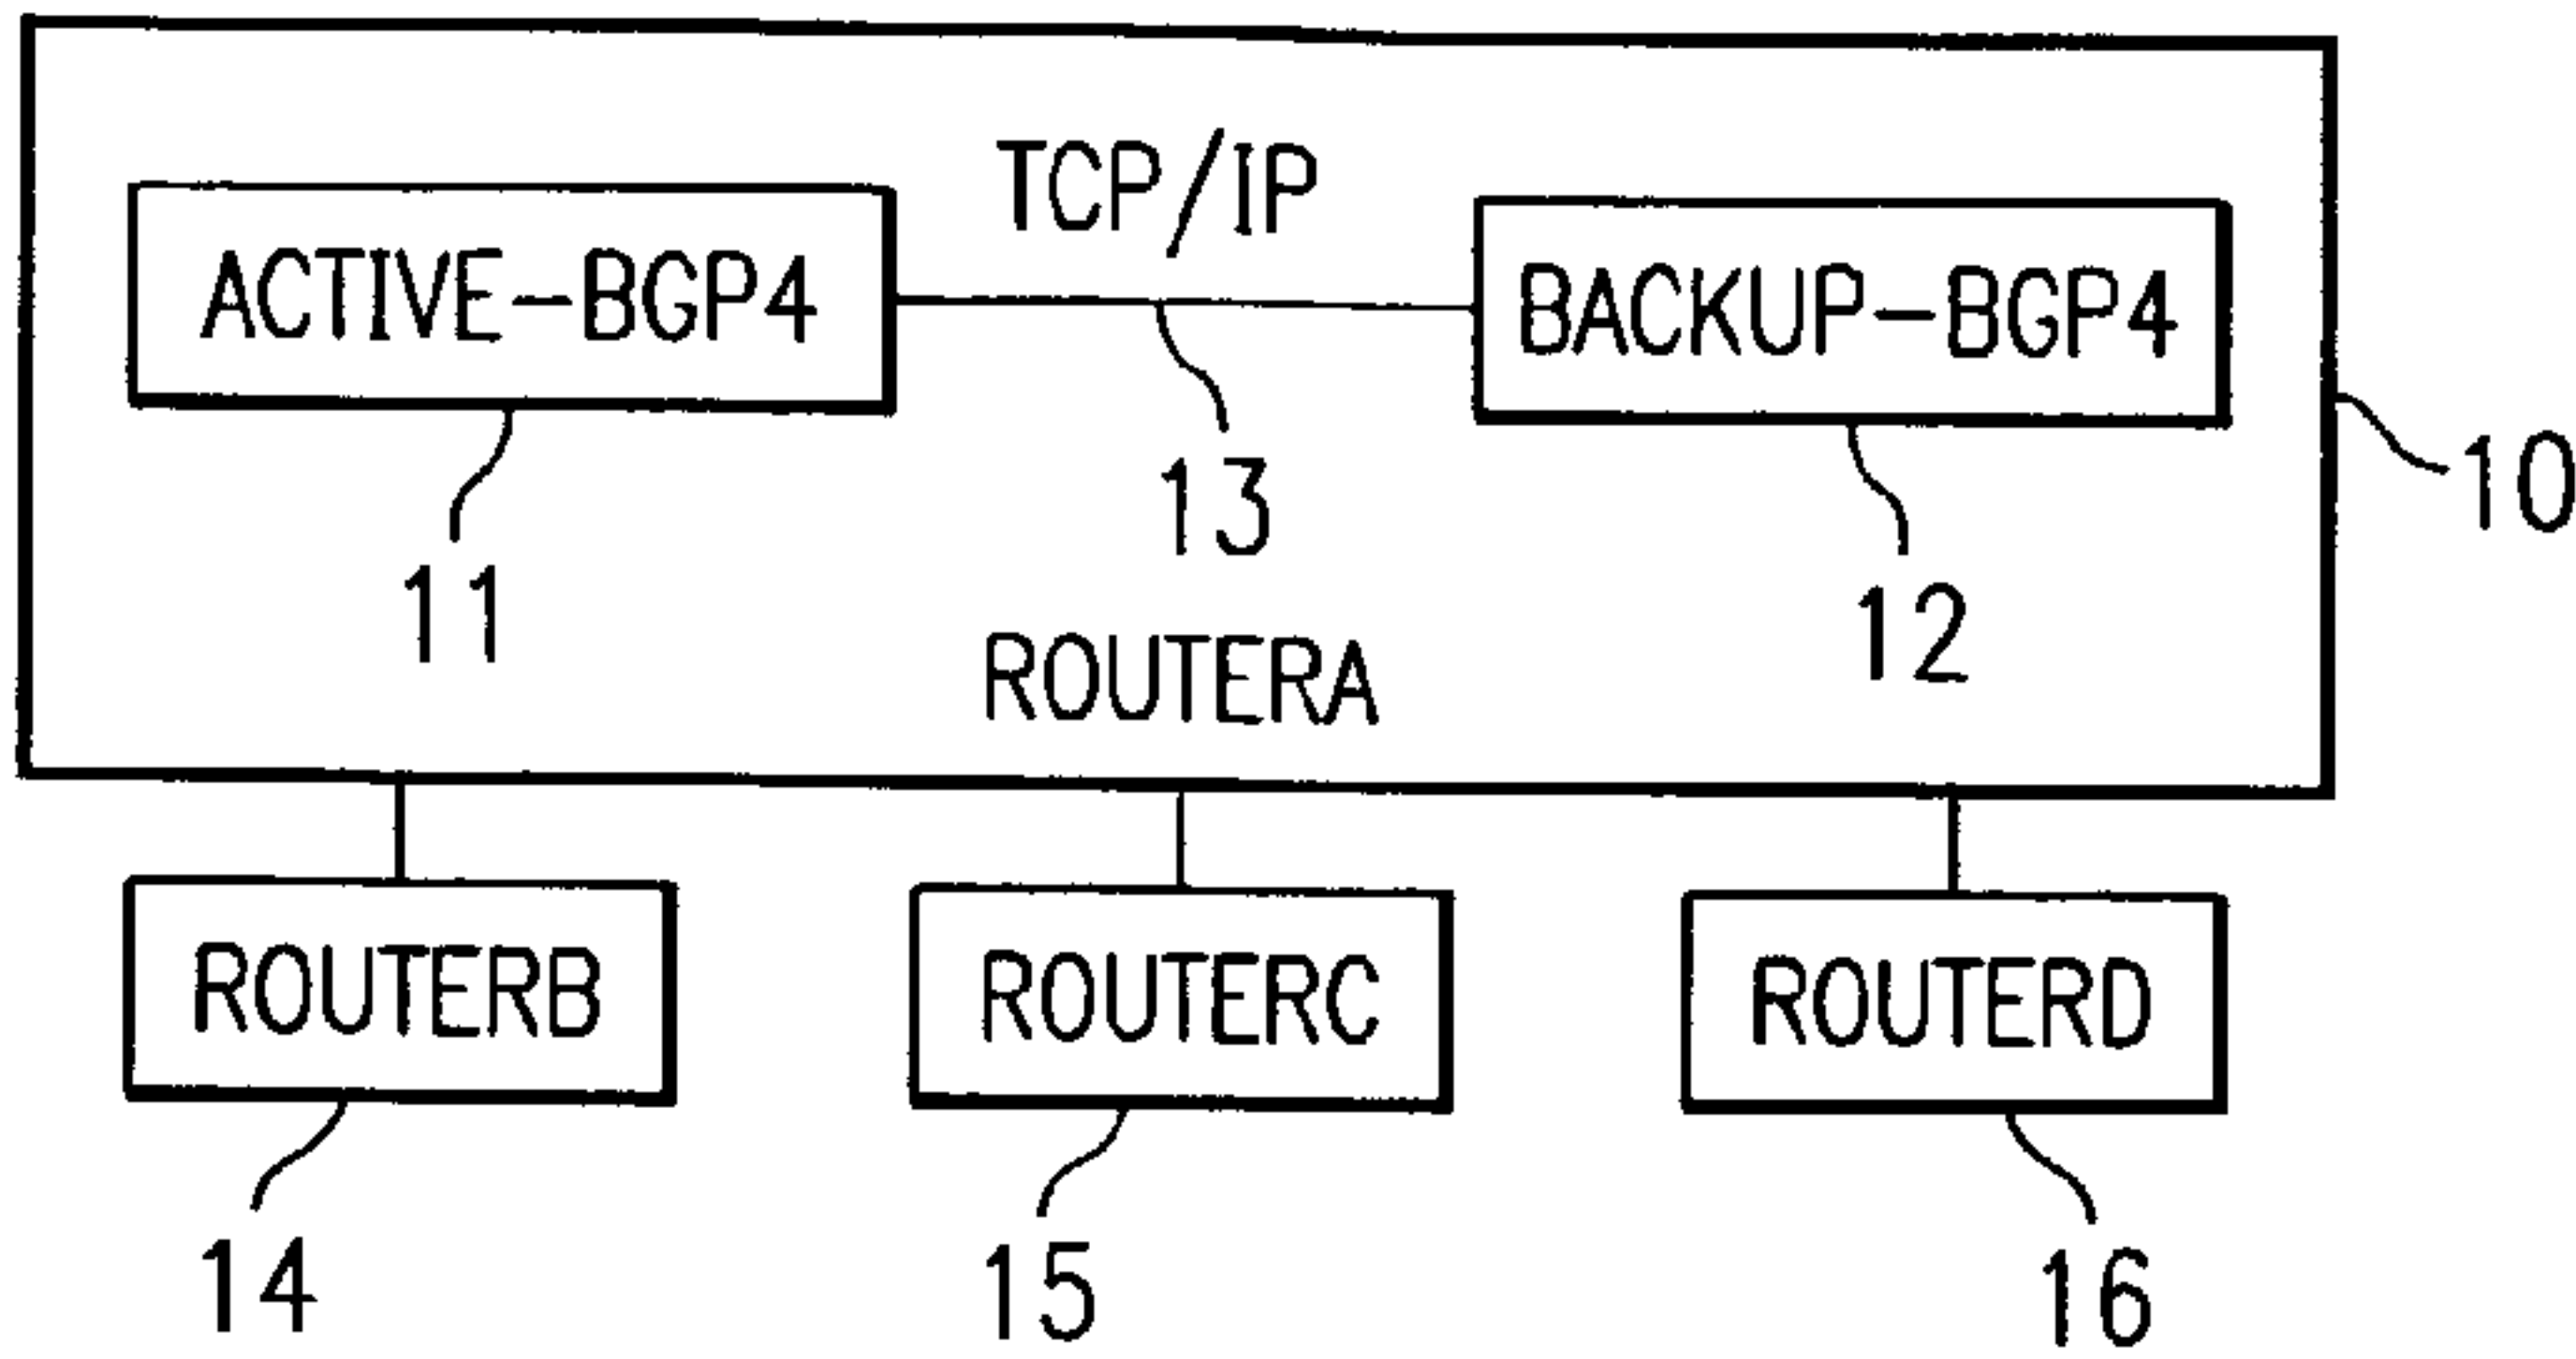 TCP/IP
ACTIVE-BGP4
BACKUP-BGP4
10
13
11
12
ROUTERA
ROUTERB
ROUTERC
ROUTERD
14
15
16